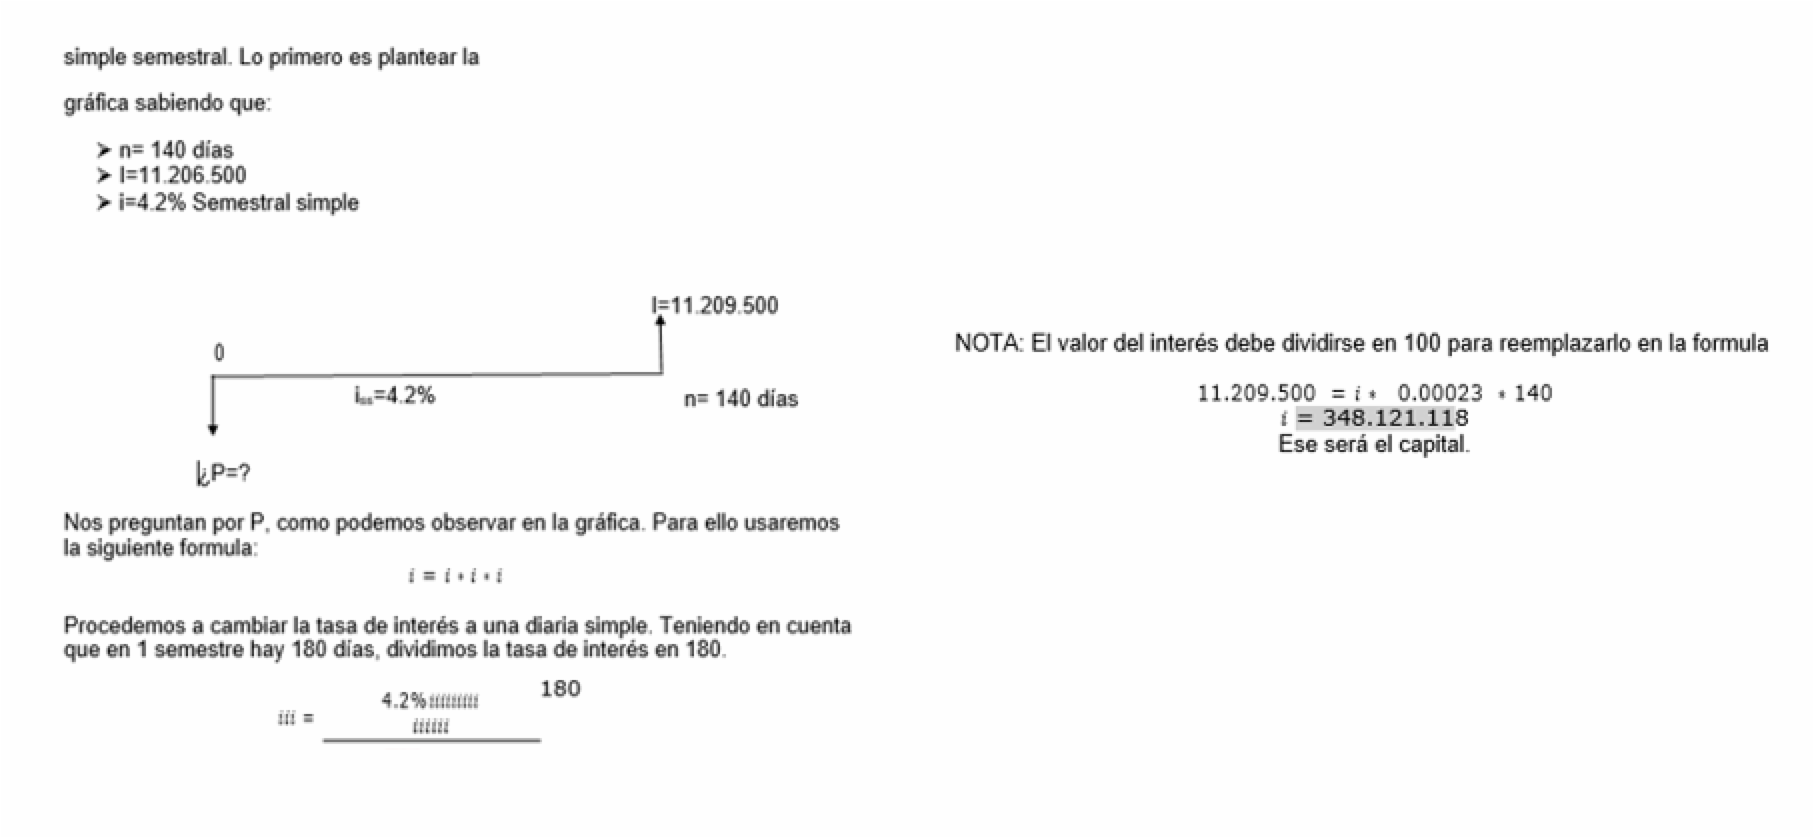 simple semestral. Lo primero es plantear la
gráfica sabiendo que:
➤ n= 140 días
➤ I=11.206.500
➤ i=4.2% Semestral simple
I=11.209.500
0
iss=4.2%
n= 140 días
¿P=?
Nos preguntan por P, como podemos observar en la gráfica. Para ello usaremos
la siguiente formula:
𝑖 = 𝑖 * 𝑖 * 𝑖
Procedemos a cambiar la tasa de interés a una diaria simple. Teniendo en cuenta
que en 1 semestre hay 180 días, dividimos la tasa de interés en 180.
4.2%
180
𝑖𝑖𝑖 =
NOTA: El valor del interés debe dividirse en 100 para reemplazarlo en la formula
11.209.500 = 𝑖 * 0.00023 * 140
𝑖 = 348.121.118
Ese será el capital.